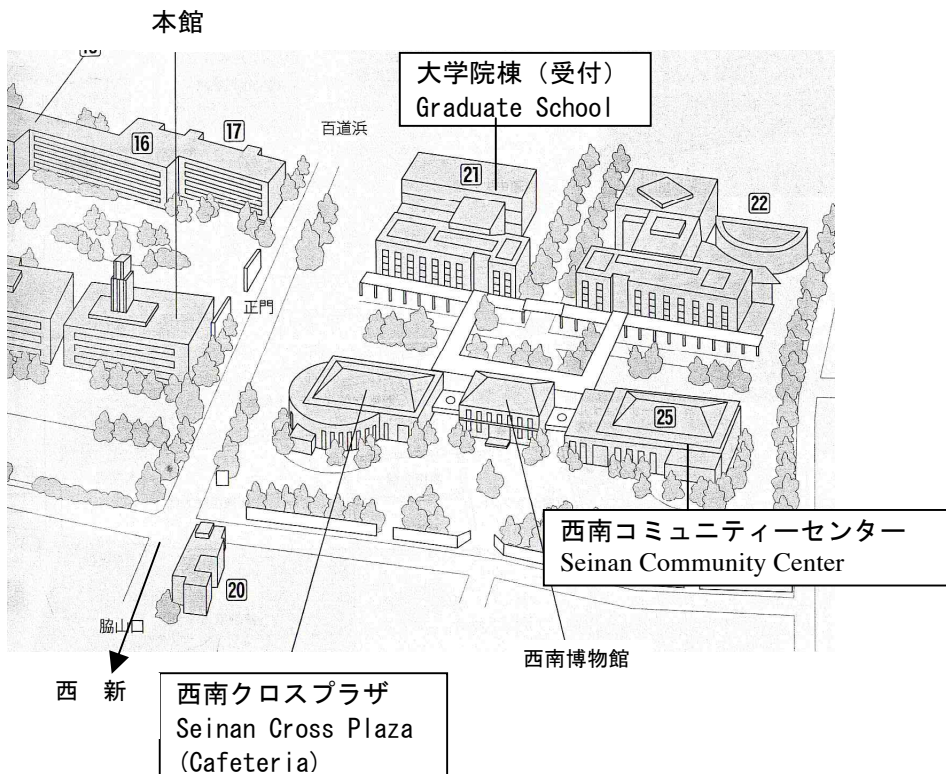 本館
大学院棟（受付）
Graduate School
16
17
百道浜
21
22
正門
25
西南コミュニティーセンター
Seinan Community Center
20
脇山口
西南博物館
西　新
西南クロスプラザ
Seinan Cross Plaza
(Cafeteria)